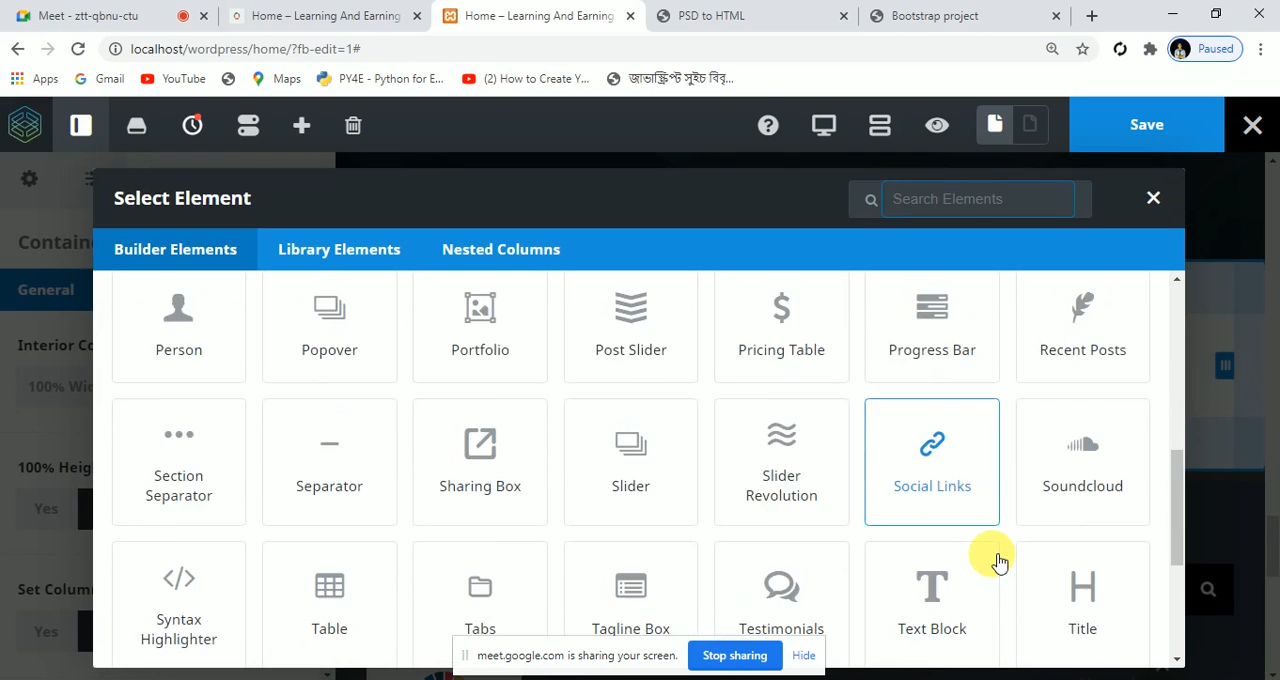 Meet - ztt-qbnu-ctu
Home – Learning And Earning
Home – Learning And Earning
PSD to HTML
Bootstrap project
localhost/wordpress/home/?fb-edit=1#
Paused
Apps
Gmail
YouTube
Maps
PY4E - Python for E...
(2) How to Create Y...
জাভাস্ক্রিপ্ট সুইচ বিবৃ...
Save
Select Element
Search Elements
Builder Elements
Library Elements
Nested Columns
Contain
General
Interior Co
100% Wid
100% Heig
Yes
Set Colum
Yes
Person
Popover
Portfolio
Post Slider
Pricing Table
Progress Bar
Recent Posts
Section
Separator
Separator
Sharing Box
Slider
Slider
Revolution
Social Links
Soundcloud
Syntax
Highlighter
Table
Tabs
Tagline Box
Testimonials
Text Block
Title
meet.google.com is sharing your screen.
Stop sharing
Hide